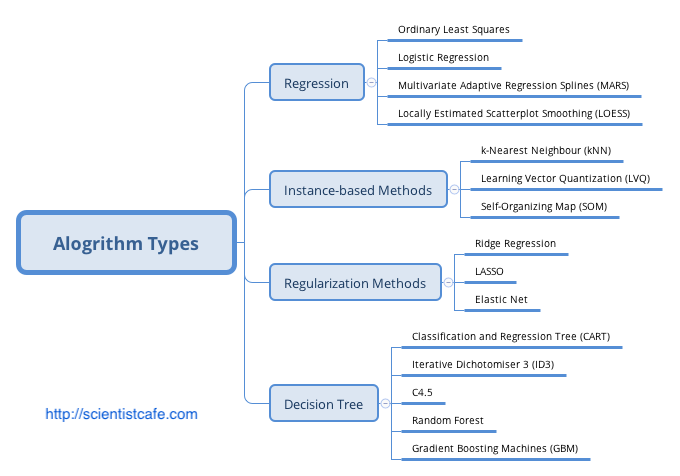 Alogrithm Types
Regression
Ordinary Least Squares
Logistic Regression
Multivariate Adaptive Regression Splines (MARS)
Locally Estimated Scatterplot Smoothing (LOESS)
Instance-based Methods
k-Nearest Neighbour (kNN)
Learning Vector Quantization (LVQ)
Self-Organizing Map (SOM)
Regularization Methods
Ridge Regression
LASSO
Elastic Net
Decision Tree
Classification and Regression Tree (CART)
Iterative Dichotomiser 3 (ID3)
C4.5
Random Forest
Gradient Boosting Machines (GBM)
http://scientistcafe.com